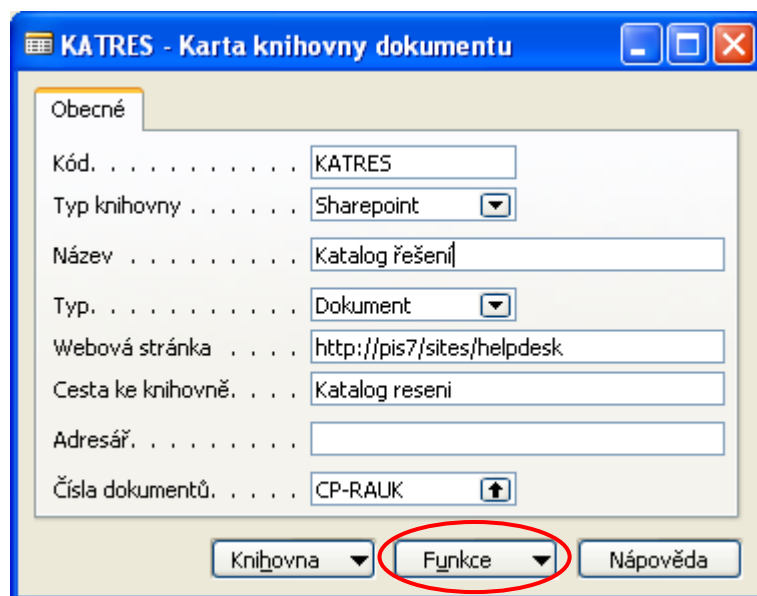 KATRES - Karta knihovny dokumentu
Obecné
Kód. . . . . . . . . . . KATRES
Typ knihovny . . . . . . Sharepoint
Název . . . . . . . . . Katalog řešení
Typ. . . . . . . . . . . Dokument
Webová stránka . . . . http://pis7/sites/helpdesk
Cesta ke knihovně. . . . Katalog reseni
Adresář. . . . . . . . .
Čísla dokumentů. . . . . CP-RAUK
Knihovna Funkce Nápověda